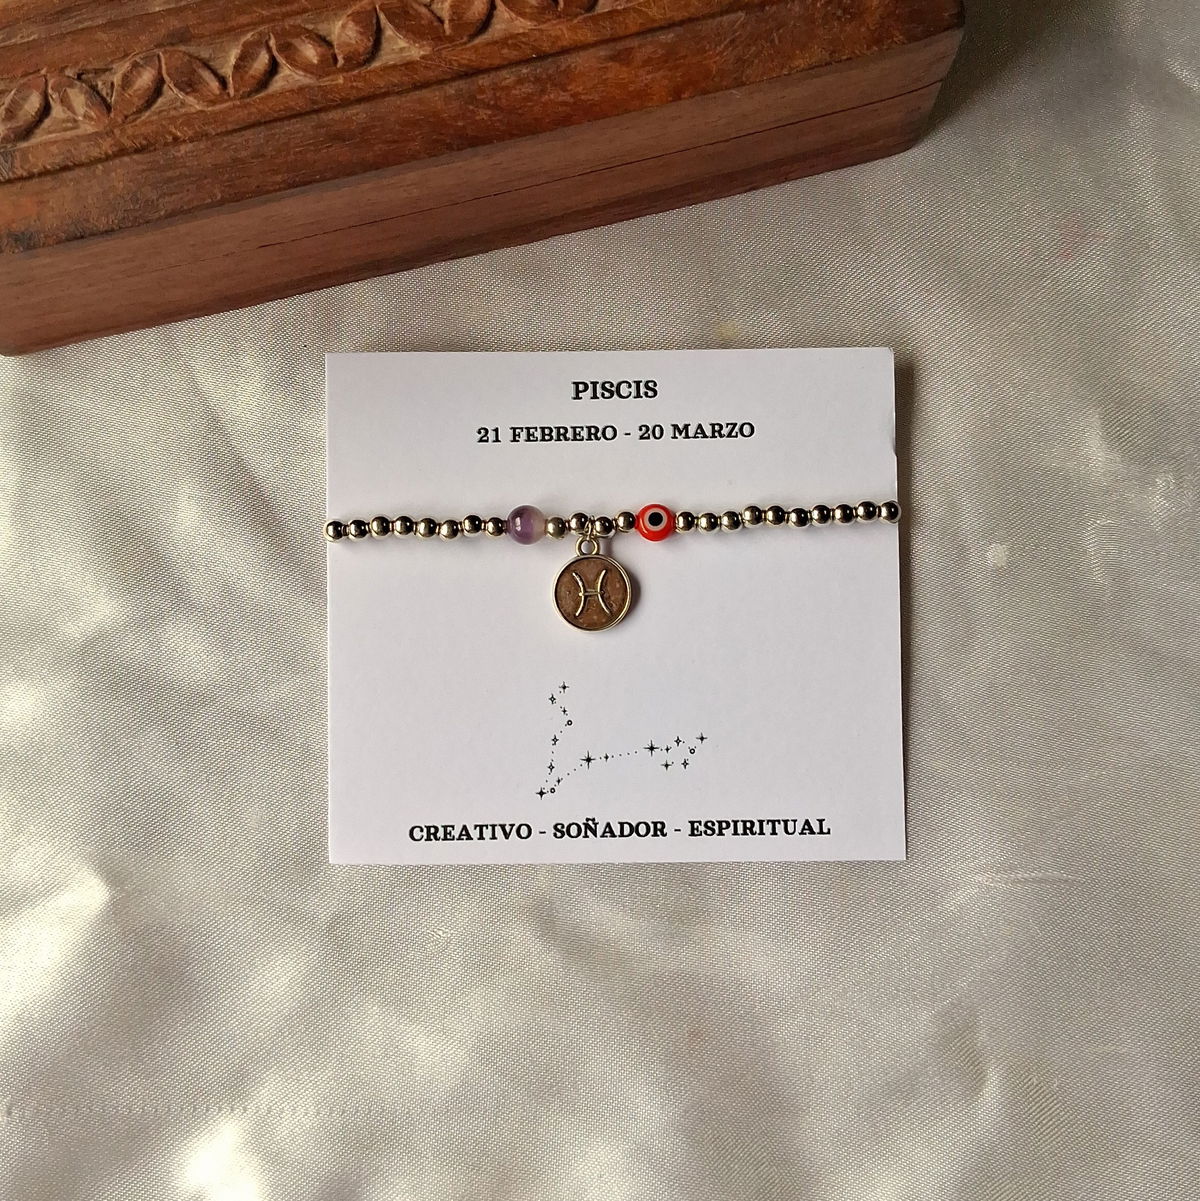 PISCIS
21 FEBRERO - 20 MARZO
CREATIVO - SOÑADOR - ESPIRITUAL